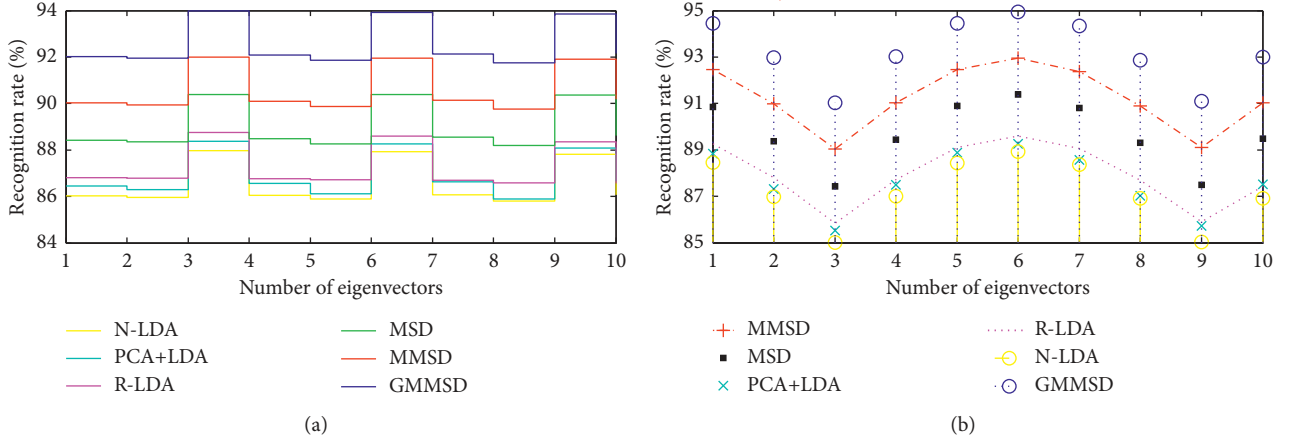 94
92
90
88
86
84
Recognition rate (%)
1 2 3 4 5 6 7 8 9 10
Number of eigenvectors
N-LDA
PCA+LDA
R-LDA
MSD
MMSD
GMMSD
(a)
95
93
91
89
87
85
Recognition rate (%)
1 2 3 4 5 6 7 8 9 10
Number of eigenvectors
MMSD
MSD
PCA+LDA
R-LDA
N-LDA
GMMSD
(b)